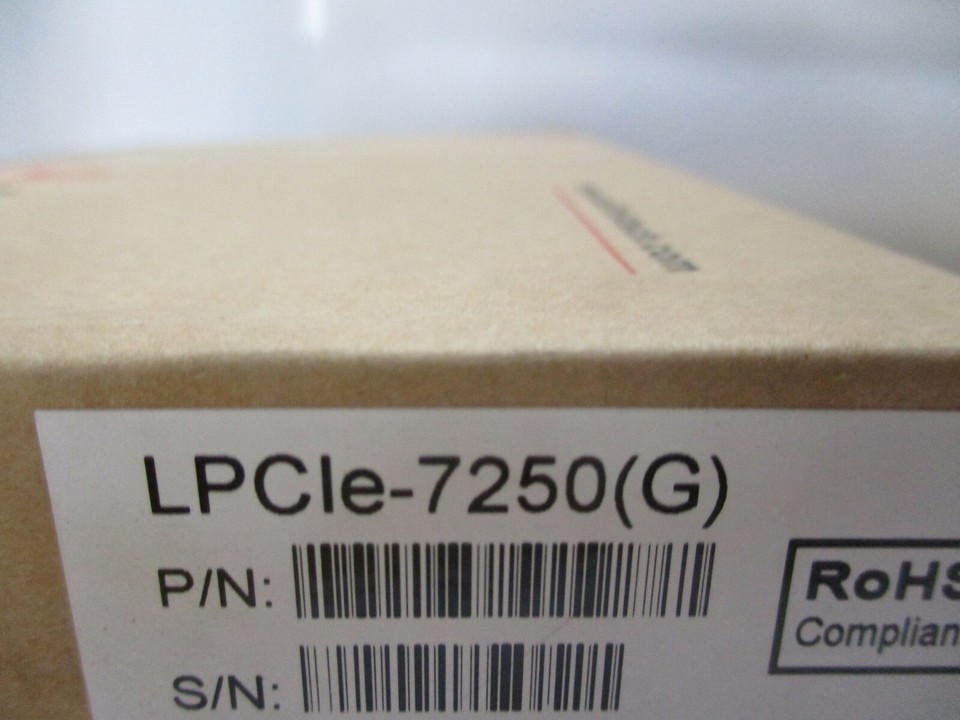 LPCIe-7250(G)
P/N:
S/N:
RoHS
Complian